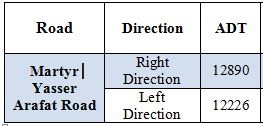 Road Direction ADT
Martyr|
Yasser
Arafat Road
Right
Direction
12890
Left
Direction
12226